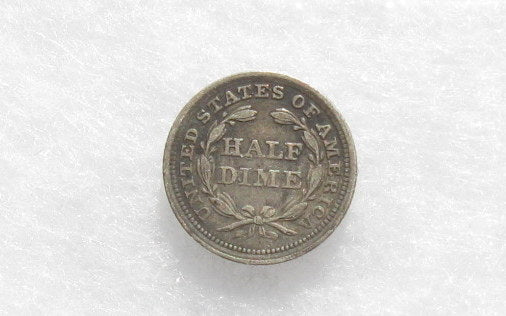 UNITED STATES OF AMERICA
HALF
DIME